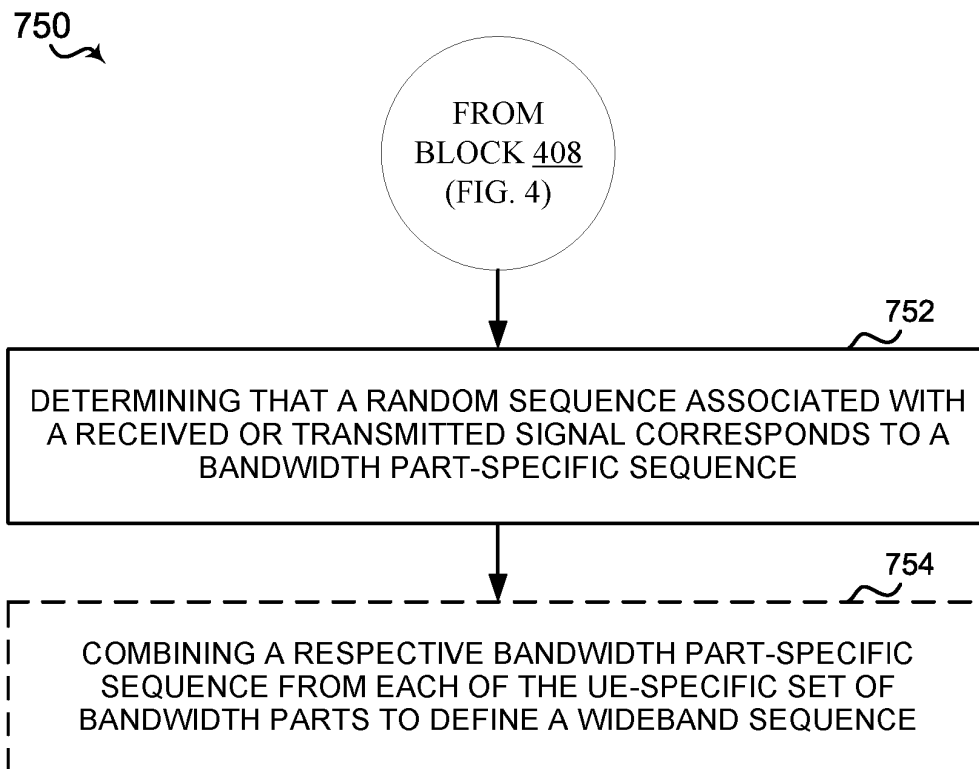 750
FROM
BLOCK 408
(FIG. 4)
752
DETERMINING THAT A RANDOM SEQUENCE ASSOCIATED WITH
A RECEIVED OR TRANSMITTED SIGNAL CORRESPONDS TO A
BANDWIDTH PART-SPECIFIC SEQUENCE
754
COMBINING A RESPECTIVE BANDWIDTH PART-SPECIFIC
SEQUENCE FROM EACH OF THE UE-SPECIFIC SET OF
BANDWIDTH PARTS TO DEFINE A WIDEBAND SEQUENCE